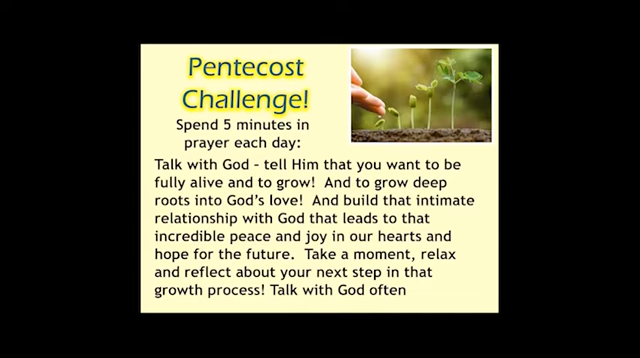 Pentecost
Challenge!
Spend 5 minutes in
prayer each day:
Talk with God - tell Him that you want to be
fully alive and to grow!  And to grow deep
roots into God's love!  And build that intimate
relationship with God that leads to that
incredible peace and joy in our hearts and
hope for the future.  Take a moment, relax
and reflect about your next step in that
growth process! Talk with God often